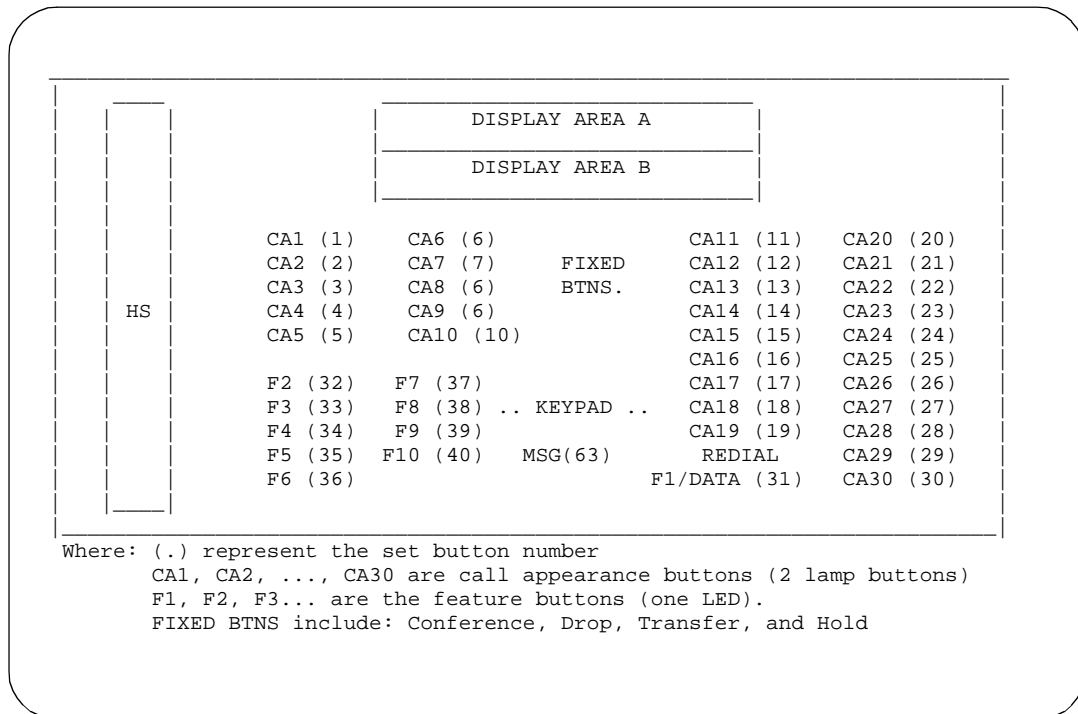 DISPLAY AREA A
DISPLAY AREA B
CA1 (1) CA6 (6) CA11 (11) CA20 (20)
CA2 (2) CA7 (7) FIXED CA12 (12) CA21 (21)
CA3 (3) CA8 (6) BTNS. CA13 (13) CA22 (22)
HS CA4 (4) CA9 (6) CA14 (14) CA23 (23)
CA5 (5) CA10 (10) CA15 (15) CA24 (24)
CA16 (16) CA25 (25)
F2 (32) F7 (37) CA17 (17) CA26 (26)
F3 (33) F8 (38) .. KEYPAD .. CA18 (18) CA27 (27)
F4 (34) F9 (39) CA19 (19) CA28 (28)
F5 (35) F10 (40) MSG(63) REDIAL CA29 (29)
F6 (36) F1/DATA (31) CA30 (30)
Where: (.) represent the set button number
CA1, CA2, ..., CA30 are call appearance buttons (2 lamp buttons)
F1, F2, F3... are the feature buttons (one LED).
FIXED BTNS include: Conference, Drop, Transfer, and Hold